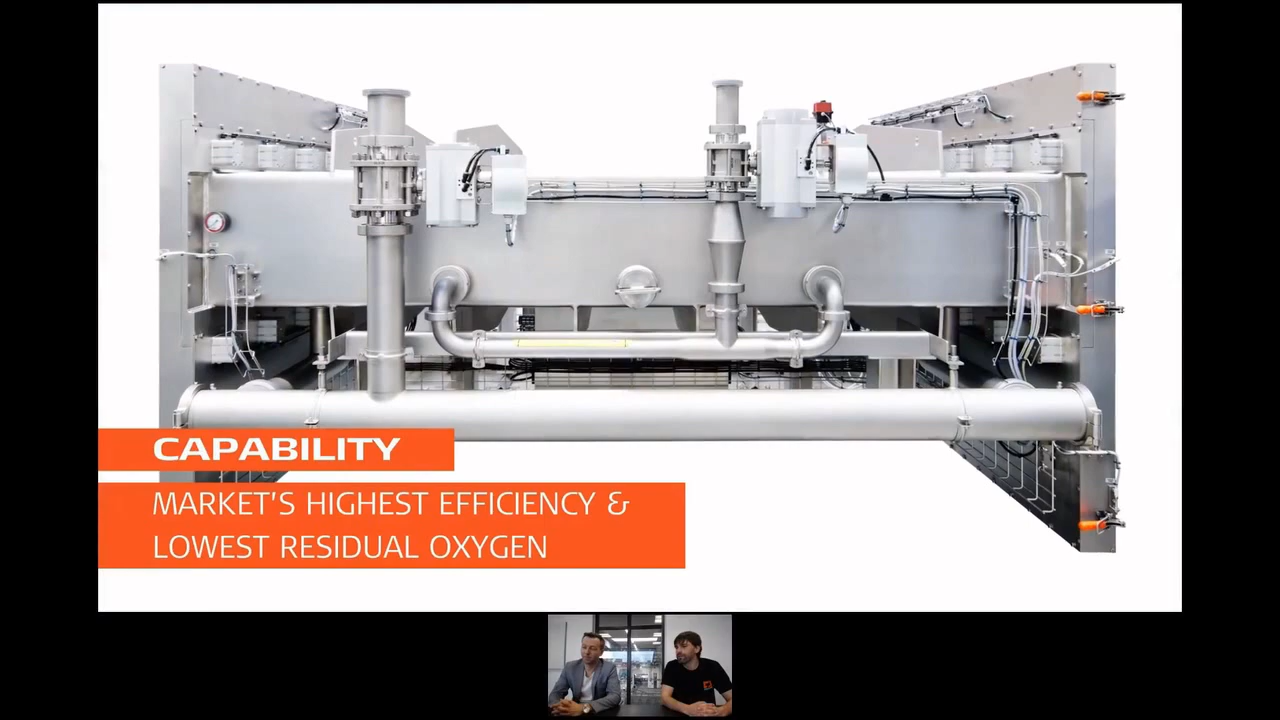 CAPABILITY
MARKET'S HIGHEST EFFICIENCY &
LOWEST RESIDUAL OXYGEN